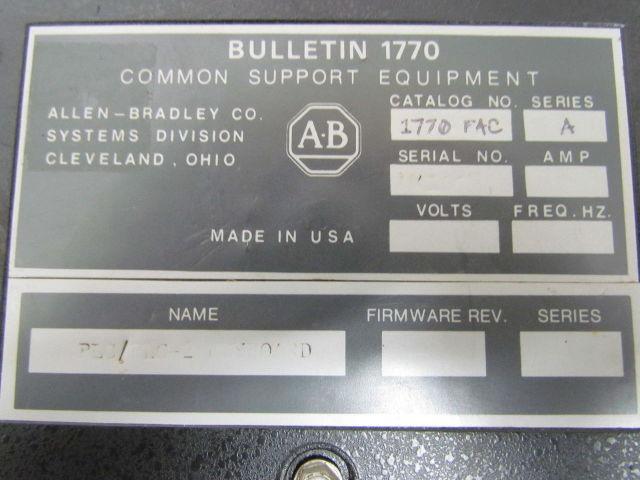 BULLETIN 1770
COMMON SUPPORT EQUIPMENT
ALLEN-BRADLEY CO.
SYSTEMS DIVISION
CLEVELAND, OHIO
A-B
CATALOG NO. SERIES
1770 FAC A
SERIAL NO. AMP
VOLTS FREQ. HZ.
MADE IN USA
NAME FIRMWARE REV. SERIES